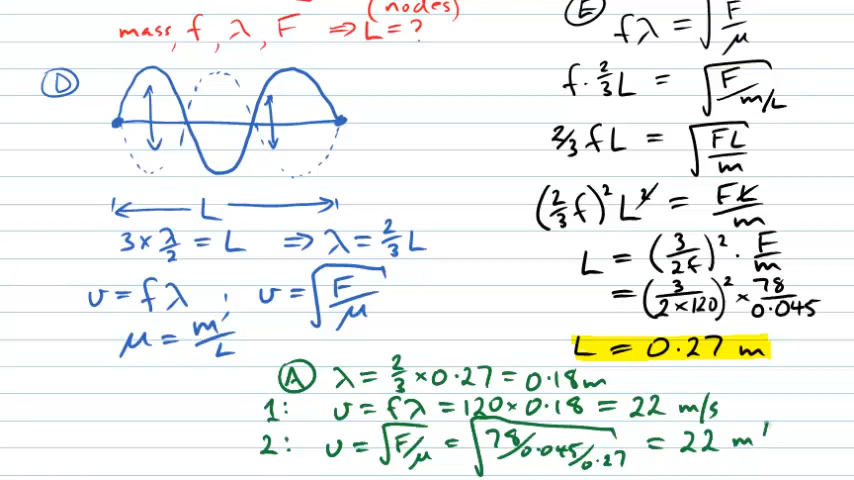 (nodes)
mass, f, λ, F ⇒ L = ?
D
L
3 × λ/2 = L ⇒ λ = 2/3 L
v = fλ ; v = √(F/μ)
μ = m/L
E
fλ = √(F/μ)
f · 2/3 L = √(F/m/L)
2/3 fL = √(FL/m)
(2/3 f)² L² = FL/m
L = (3/2f)² · F/m
= (3/2×120)² × 78/0.045
L = 0.27 m
A λ = 2/3 × 0.27 = 0.18 m
1: v = fλ = 120 × 0.18 = 22 m/s
2: v = √(F/μ) = √(78/0.045/0.27) = 22 m